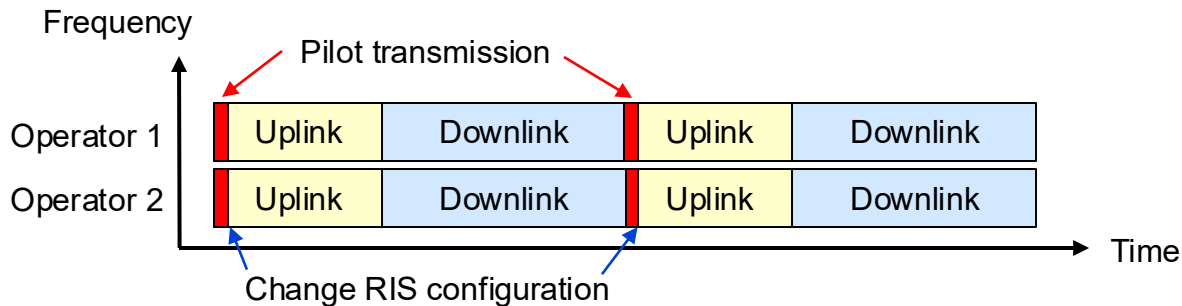 Frequency
Pilot transmission
Operator 1 Uplink Downlink Uplink Downlink
Operator 2 Uplink Downlink Uplink Downlink
Time
Change RIS configuration